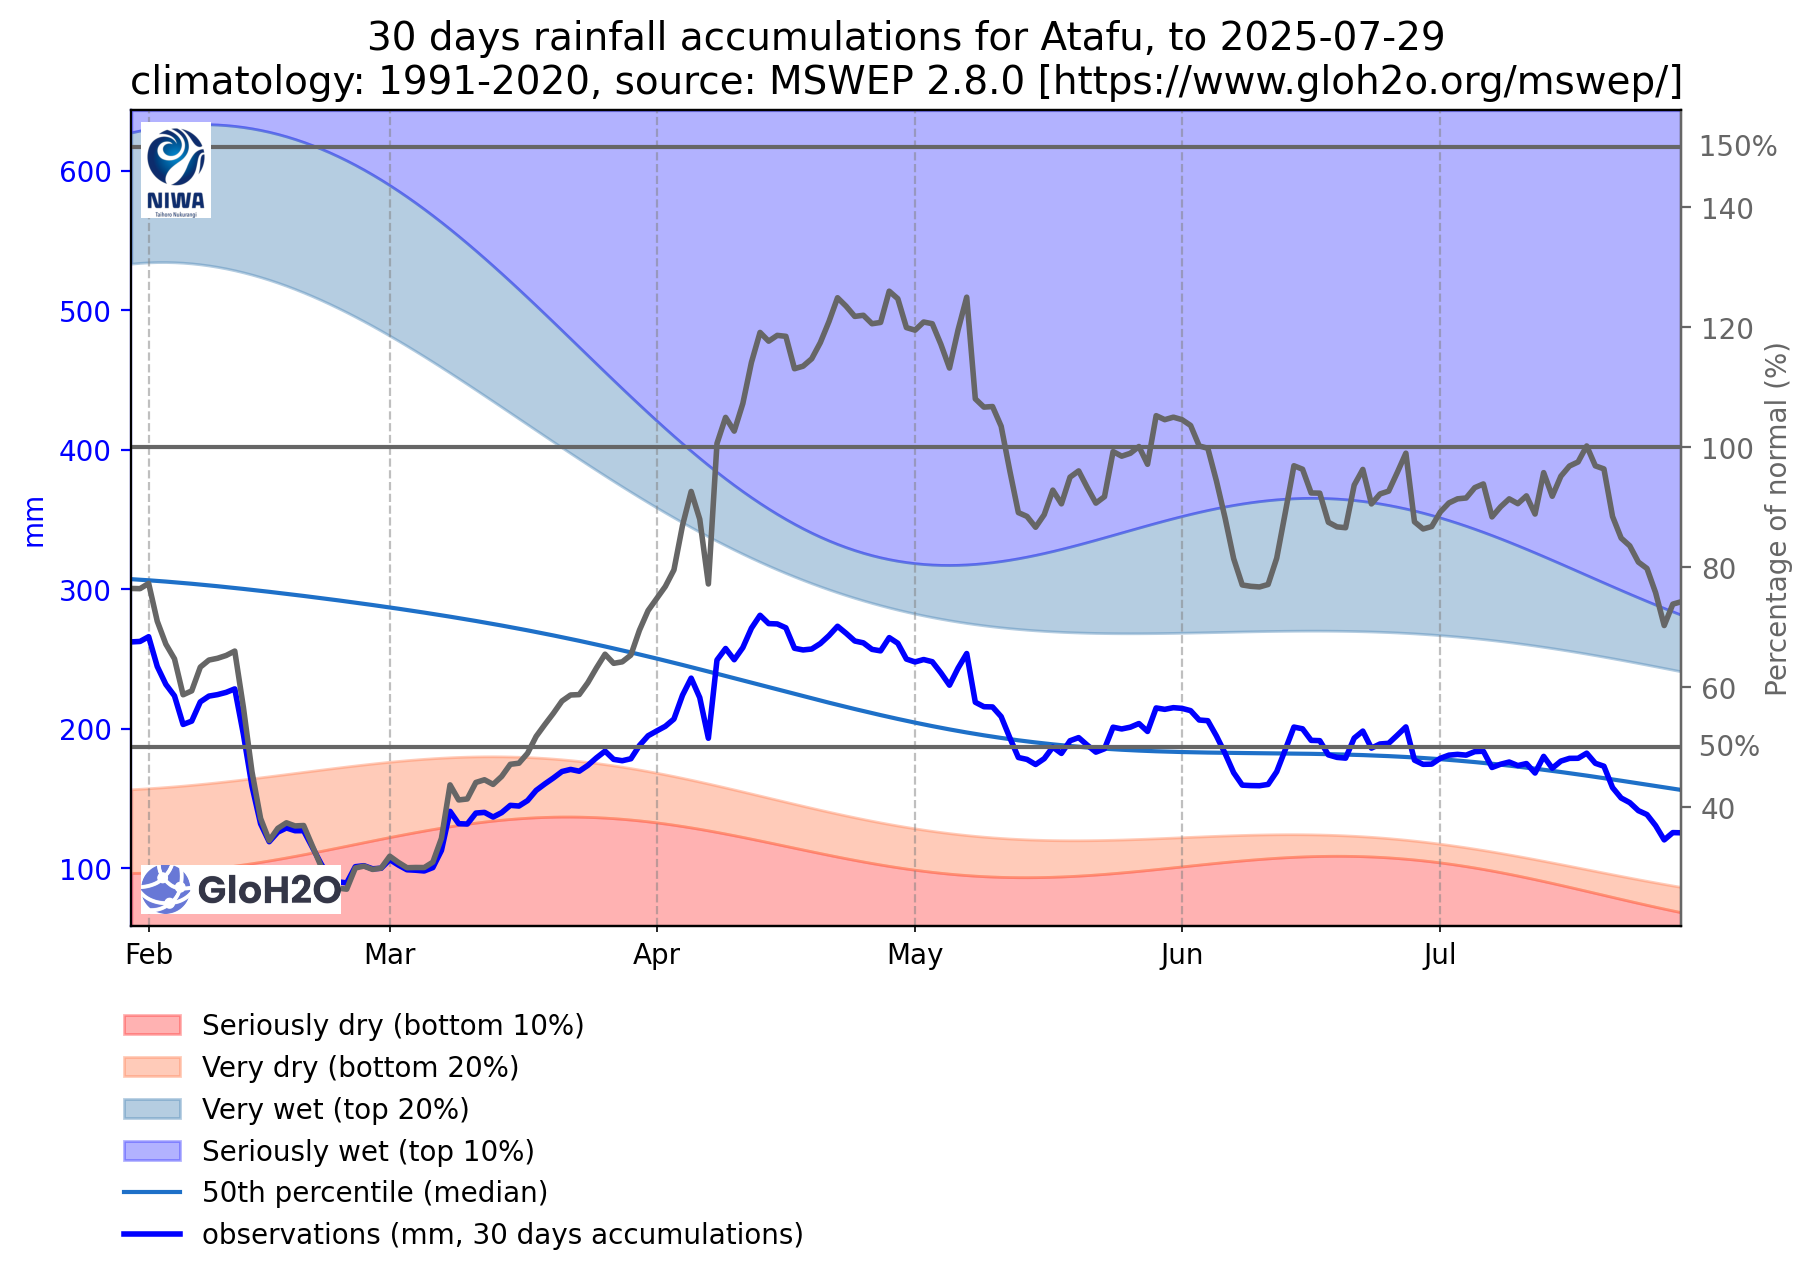 30 days rainfall accumulations for Atafu, to 2025-07-29
climatology: 1991-2020, source: MSWEP 2.8.0 [https://www.gloh2o.org/mswep/]
NIWA
Taihoro Nukurangi
600
500
400
300
200
100
mm
150%
140
120
100
80
60
50%
40
Percentage of normal (%)
GloH2O
Feb Mar Apr May Jun Jul
Seriously dry (bottom 10%)
Very dry (bottom 20%)
Very wet (top 20%)
Seriously wet (top 10%)
50th percentile (median)
observations (mm, 30 days accumulations)